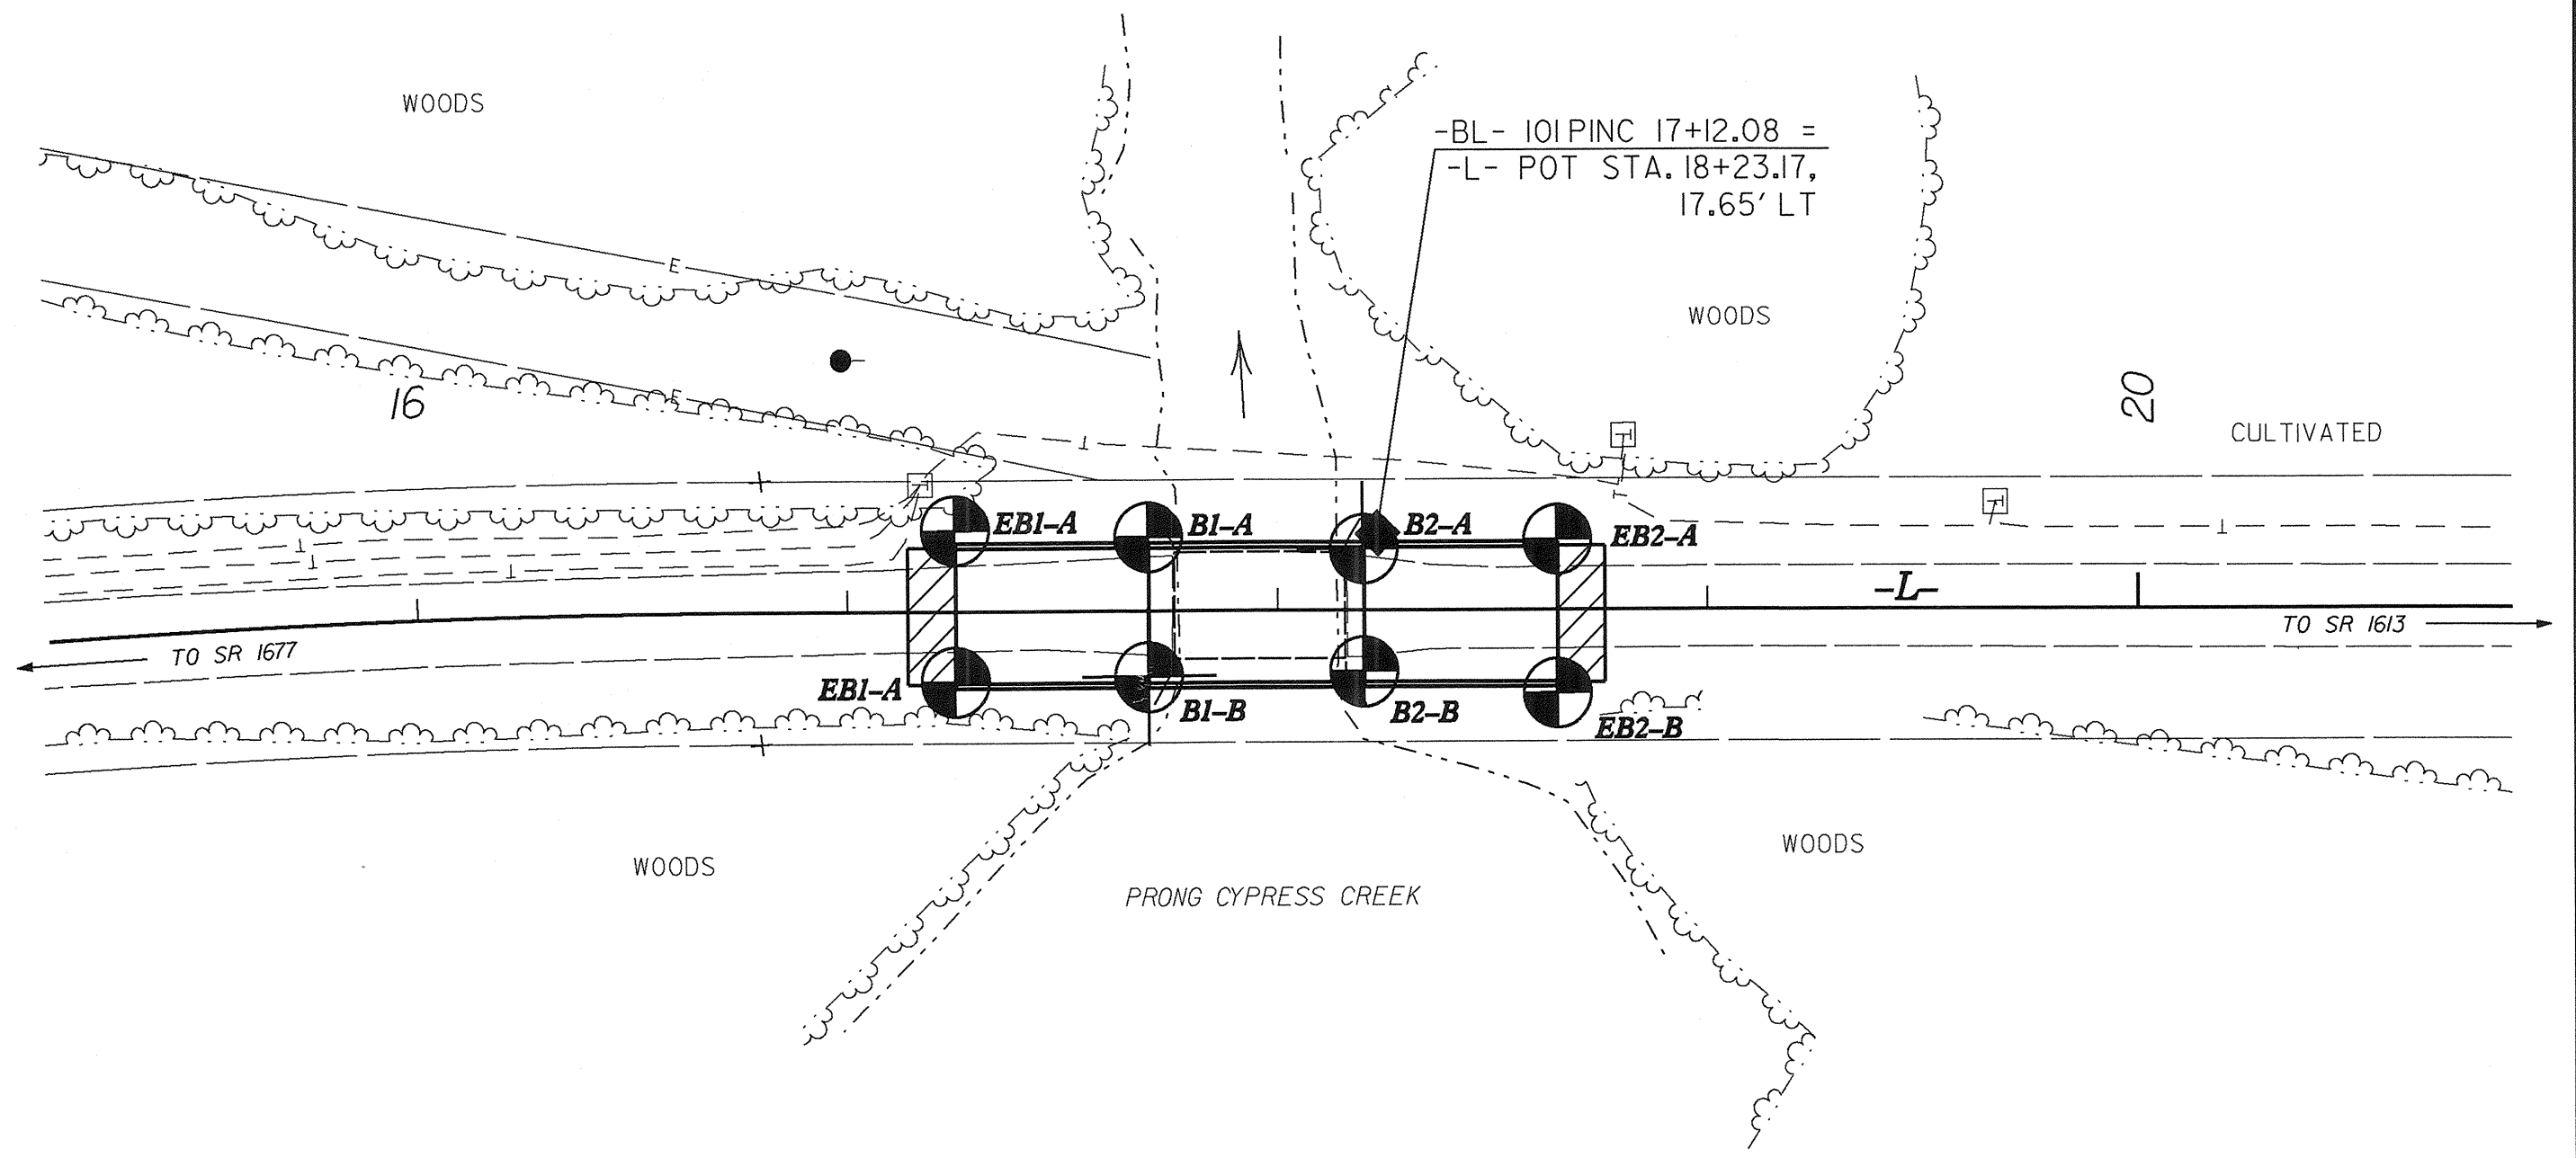 WOODS
-BL- 101 PINC 17+12.08 =
-L- POT STA. 18+23.17,
17.65' LT
E
WOODS
E
16
20
CULTIVATED
T
T
T
EB1-A
B1-A
B2-A
EB2-A
-L-
TO SR 1677
TO SR 1613
EB1-A
B1-B
B2-B
EB2-B
WOODS
WOODS
PRONG CYPRESS CREEK